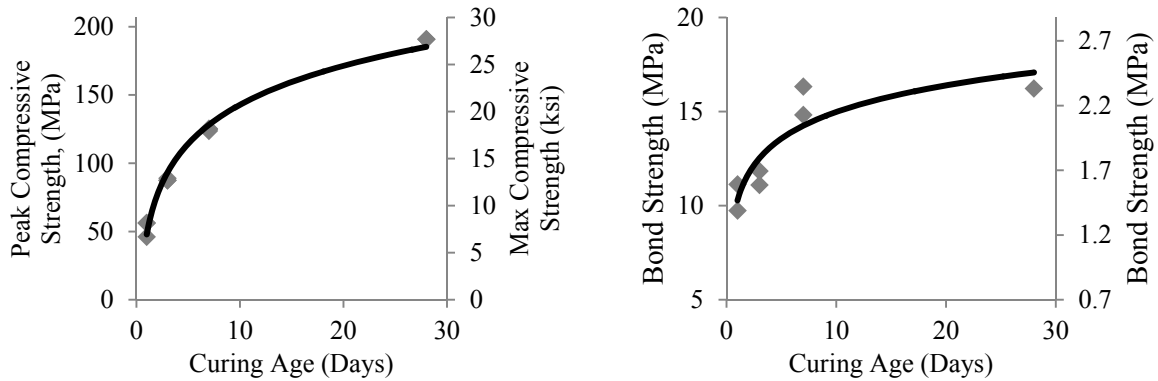 200
150
100
50
0
Peak Compressive
Strength, (MPa)
30
25
20
15
10
5
0
Max Compressive
Strength (ksi)
0 10 20 30
Curing Age (Days)
20
15
10
5
Bond Strength (MPa)
2.7
2.2
1.7
1.2
0.7
Bond Strength (MPa)
0 10 20 30
Curing Age (Days)